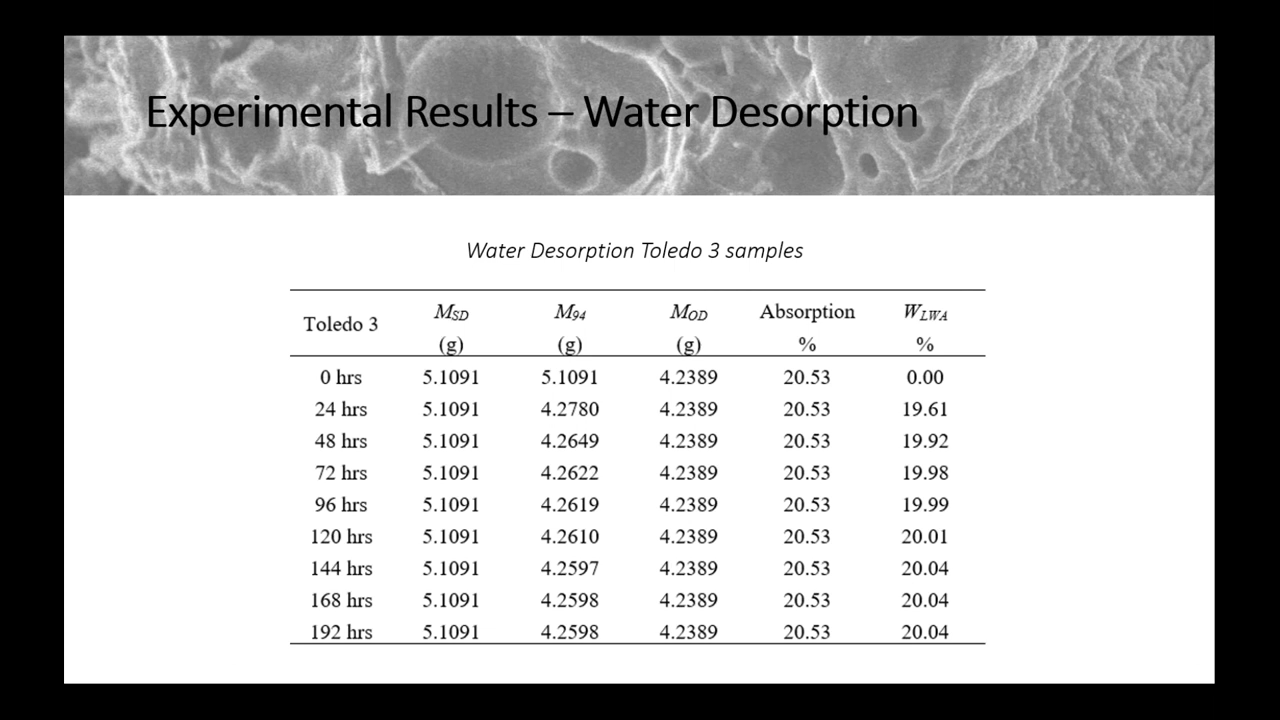 Experimental Results – Water Desorption
Water Desorption Toledo 3 samples
Toledo 3 M_SD (g) M_94 (g) M_OD (g) Absorption % W_LWA %
0 hrs 5.1091 5.1091 4.2389 20.53 0.00
24 hrs 5.1091 4.2780 4.2389 20.53 19.61
48 hrs 5.1091 4.2649 4.2389 20.53 19.92
72 hrs 5.1091 4.2622 4.2389 20.53 19.98
96 hrs 5.1091 4.2619 4.2389 20.53 19.99
120 hrs 5.1091 4.2610 4.2389 20.53 20.01
144 hrs 5.1091 4.2597 4.2389 20.53 20.04
168 hrs 5.1091 4.2598 4.2389 20.53 20.04
192 hrs 5.1091 4.2598 4.2389 20.53 20.04